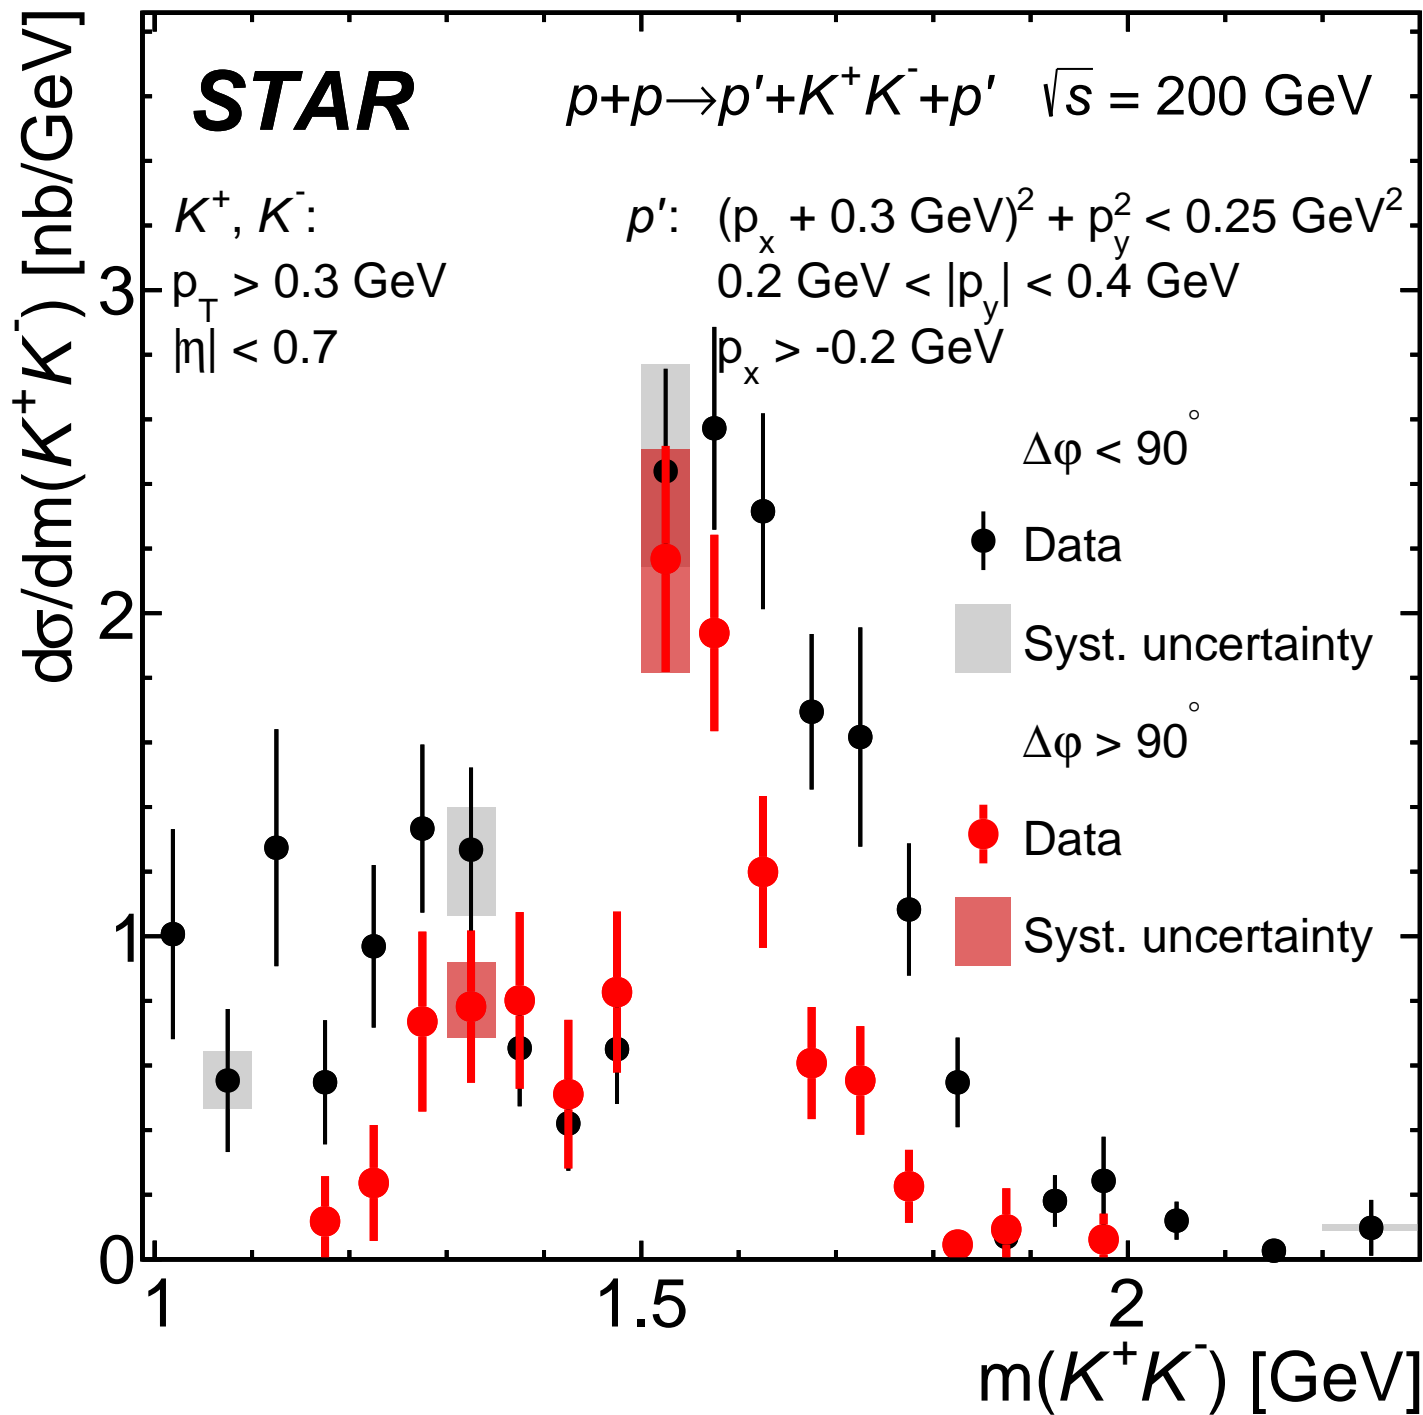 STAR p+p→p′+K⁺K⁻+p′ √s = 200 GeV
K⁺, K⁻: p′: (pₓ + 0.3 GeV)² + p_y² < 0.25 GeV²
p_T > 0.3 GeV 0.2 GeV < |p_y| < 0.4 GeV
|η| < 0.7 pₓ > -0.2 GeV
Δφ < 90°
Data
Syst. uncertainty
Δφ > 90°
Data
Syst. uncertainty
dσ/dm(K⁺K⁻) [nb/GeV]
3
2
1
0
1 1.5 2
m(K⁺K⁻) [GeV]